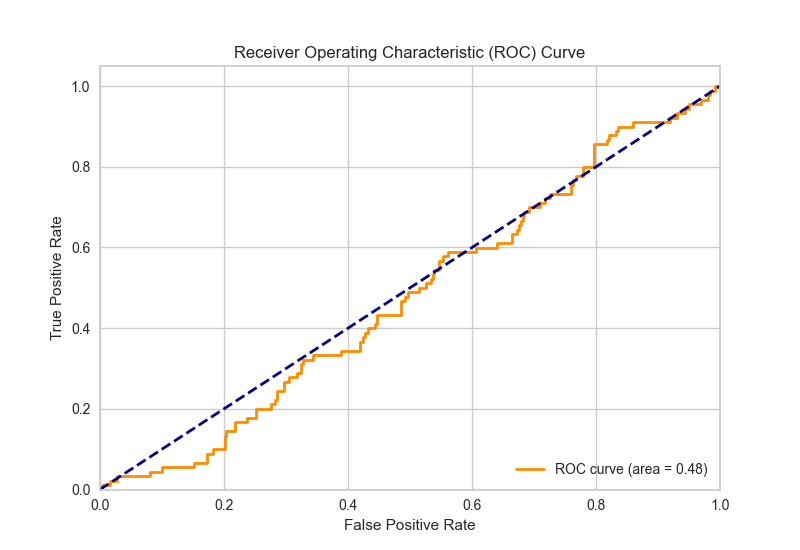 Receiver Operating Characteristic (ROC) Curve
1.0
0.8
0.6
0.4
0.2
0.0
True Positive Rate
ROC curve (area = 0.48)
0.0 0.2 0.4 0.6 0.8 1.0
False Positive Rate